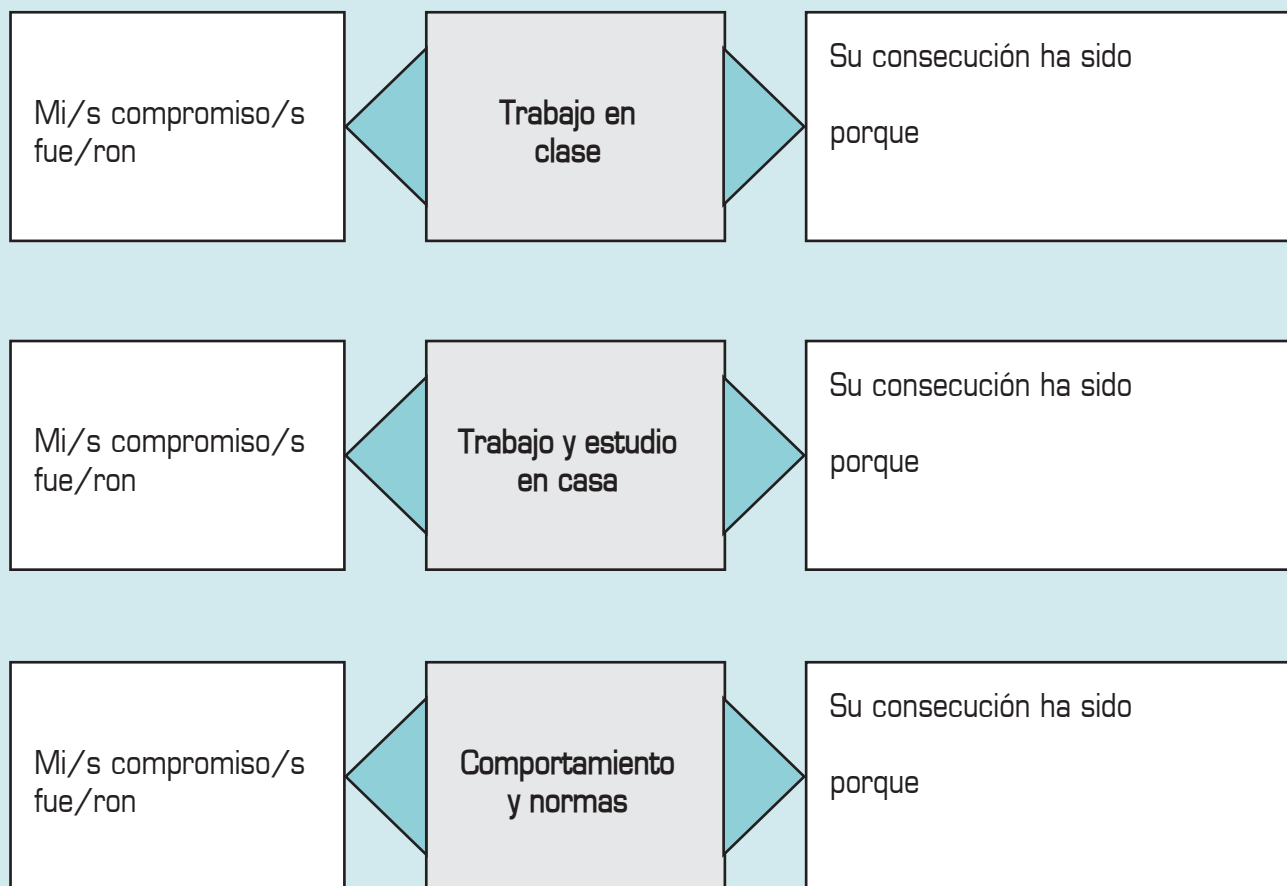 Mi/s compromiso/s
fue/ron
Trabajo en
clase
Su consecución ha sido
porque
Mi/s compromiso/s
fue/ron
Trabajo y estudio
en casa
Su consecución ha sido
porque
Mi/s compromiso/s
fue/ron
Comportamiento
y normas
Su consecución ha sido
porque